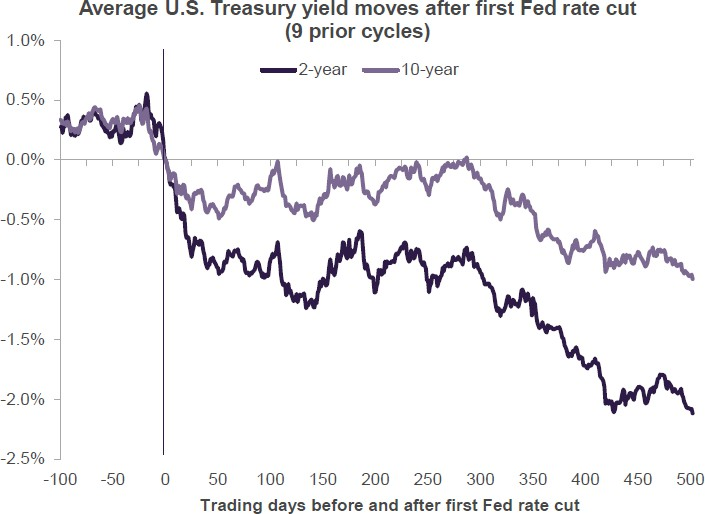 Average U.S. Treasury yield moves after first Fed rate cut
(9 prior cycles)
1.0%
2-year 10-year
0.5%
0.0%
-0.5%
-1.0%
-1.5%
-2.0%
-2.5%
-100 -50 0 50 100 150 200 250 300 350 400 450 500
Trading days before and after first Fed rate cut